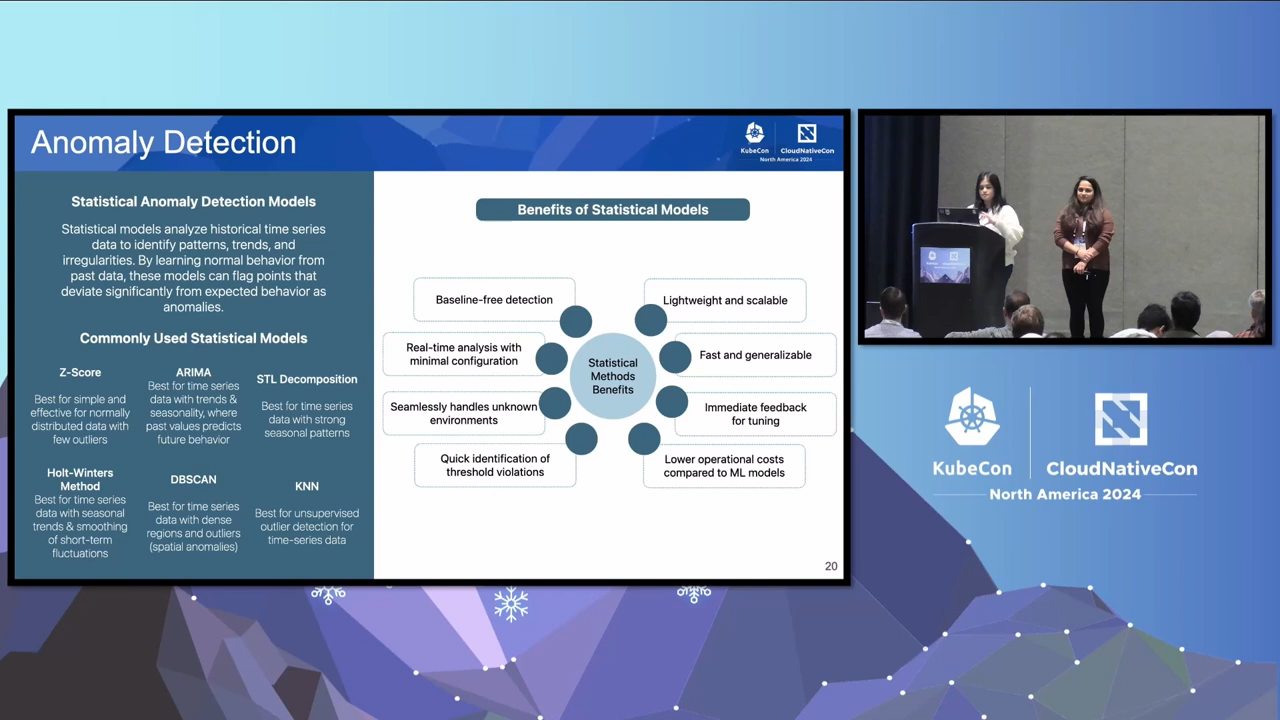 Anomaly Detection
KubeCon
CloudNativeCon
North America 2024
Statistical Anomaly Detection Models
Statistical models analyze historical time series
data to identify patterns, trends, and
irregularities. By learning normal behavior from
past data, these models can flag points that
deviate significantly from expected behavior as
anomalies.
Commonly Used Statistical Models
Z-Score
Best for simple and
effective for normally
distributed data with
few outliers
ARIMA
Best for time series
data with trends &
seasonality, where
past values predicts
future behavior
STL Decomposition
Best for time series
data with strong
seasonal patterns
Holt-Winters
Method
Best for time series
data with seasonal
trends & smoothing
of short-term
fluctuations
DBSCAN
Best for time series
data with dense
regions and outliers
(spatial anomalies)
KNN
Best for unsupervised
outlier detection for
time-series data
Benefits of Statistical Models
Baseline-free detection
Real-time analysis with
minimal configuration
Seamlessly handles unknown
environments
Quick identification of
threshold violations
Statistical
Methods
Benefits
Lightweight and scalable
Fast and generalizable
Immediate feedback
for tuning
Lower operational costs
compared to ML models
20
KubeCon
CloudNativeCon
North America 2024